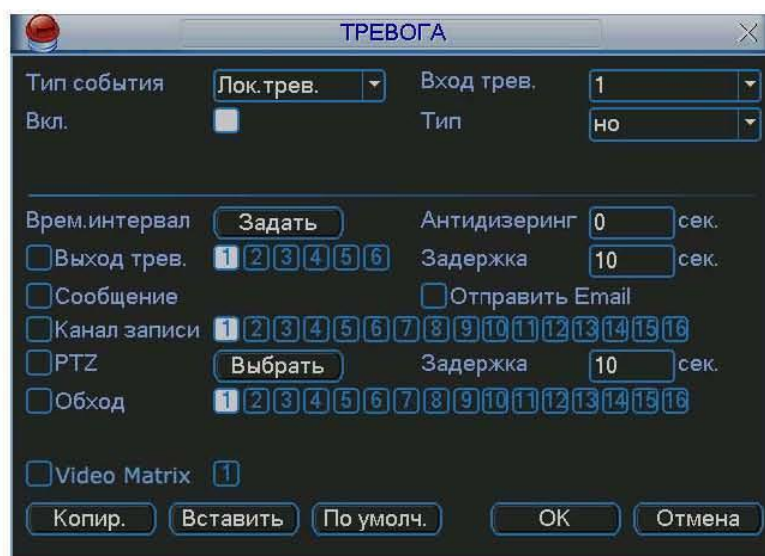 ТРЕВОГА
Тип события Лок.трев. Вход трев. 1
Вкл. Тип но
Врем.интервал Задать Антидизеринг 0 сек.
Выход трев. 1 2 3 4 5 6 Задержка 10 сек.
Сообщение Отправить Email
Канал записи 1 2 3 4 5 6 7 8 9 10 11 12 13 14 15 16
PTZ Выбрать Задержка 10 сек.
Обход 1 2 3 4 5 6 7 8 9 10 11 12 13 14 15 16
Video Matrix 1
Копир. Вставить По умолч. OK Отмена